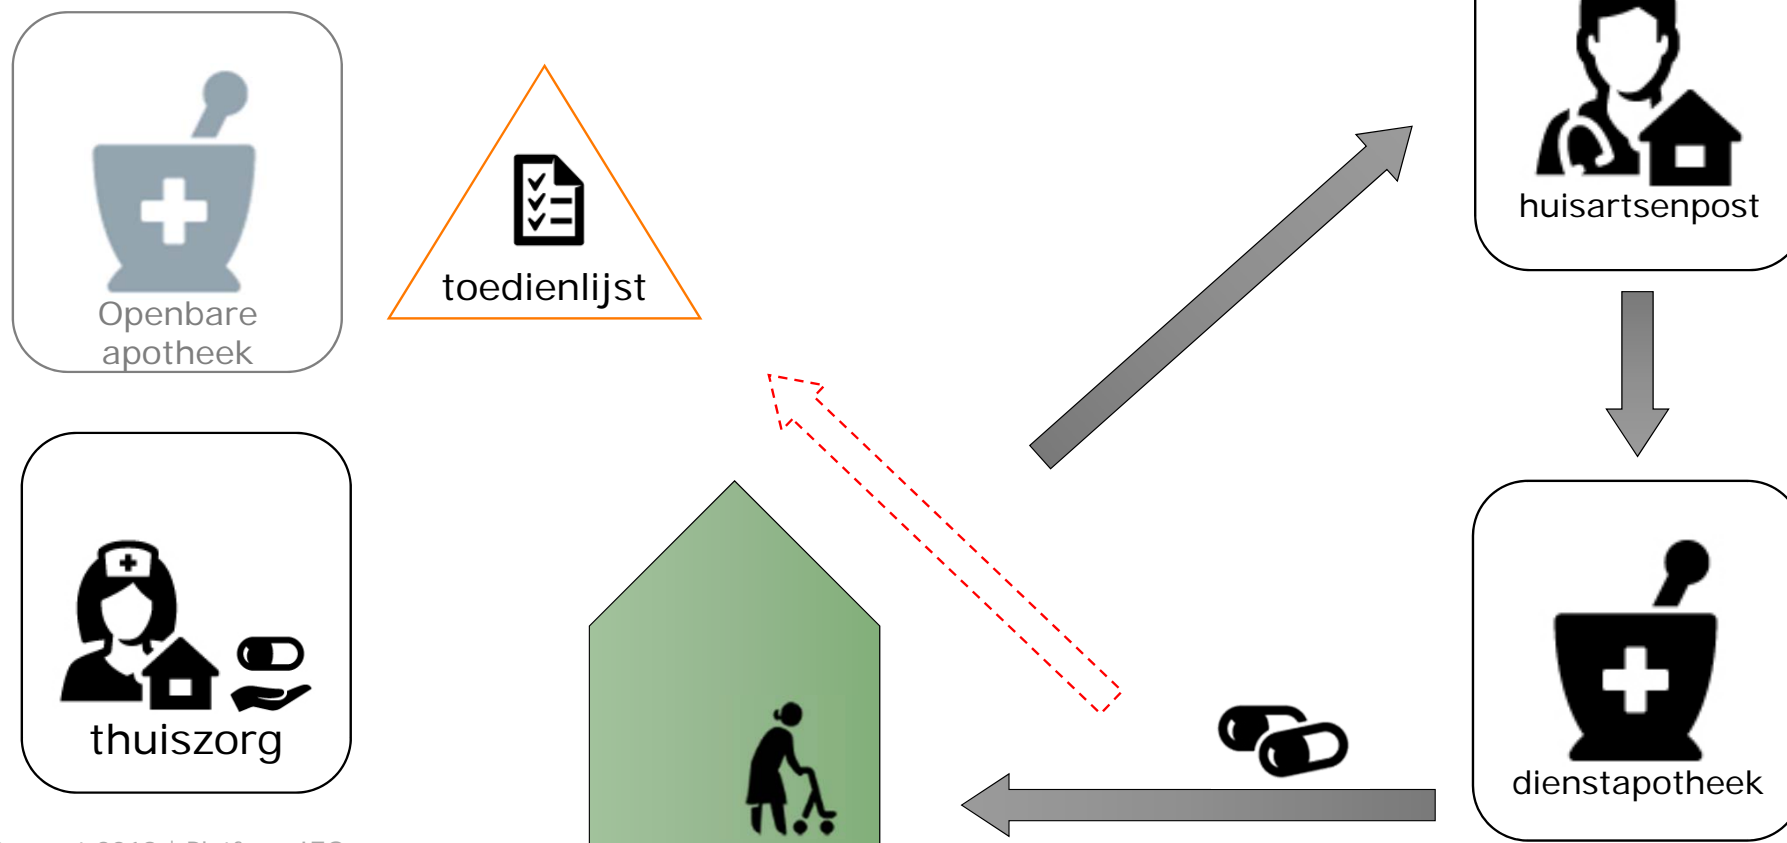 huisartsenpost
toedienlijst
Openbare
apotheek
thuiszorg
dienstapotheek